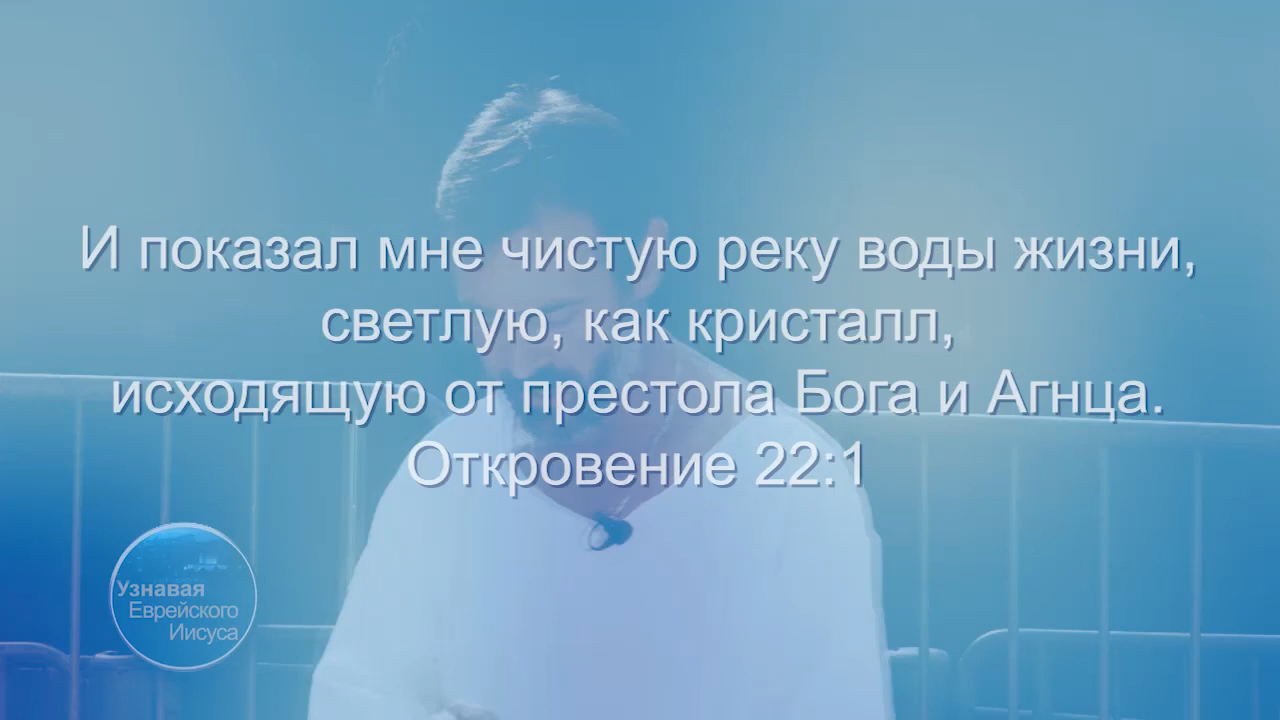 И показал мне чистую реку воды жизни,
светлую, как кристалл,
исходящую от престола Бога и Агнца.
Откровение 22:1
Узнавая
Еврейского
Иисуса